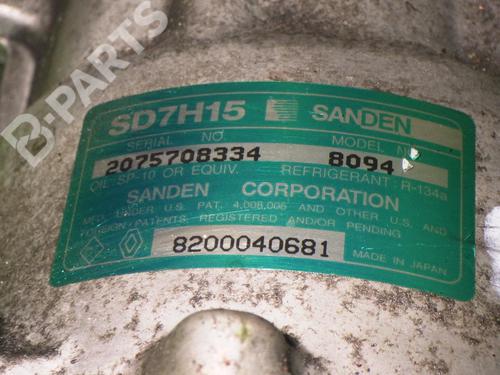 B-PARTS
SD7H15 SANDEN
SERIAL NO MODEL NO
2075708334 8094
OIL SP-10 OR EQUIV. REFRIGERANT: R-134a
SANDEN CORPORATION
MFD. UNDER U.S. PAT. 4,008,005 AND OTHER U.S. AND
FOREIGN PATENTS, REGISTERED AND/OR PENDING
8200040681
MADE IN JAPAN